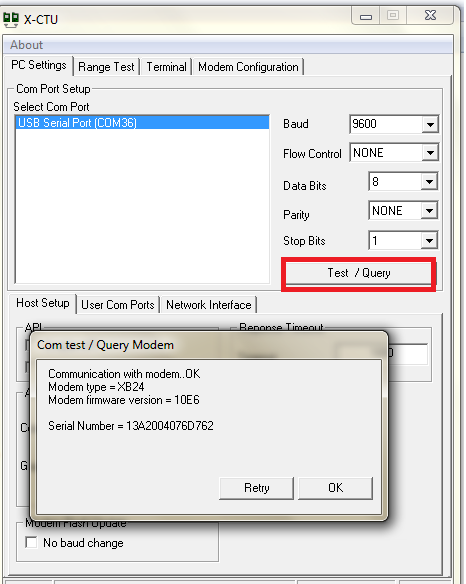 X-CTU
About
PC Settings Range Test Terminal Modem Configuration
Com Port Setup
Select Com Port
USB Serial Port (COM36)
Baud 9600
Flow Control NONE
Data Bits 8
Parity NONE
Stop Bits 1
Test / Query
Host Setup User Com Ports Network Interface
API Reponse Timeout
Com test / Query Modem
Communication with modem..OK
Modem type = XB24
Modem firmware version = 10E6
Serial Number = 13A2004076D762
Retry OK
Modem Flash Update
No baud change